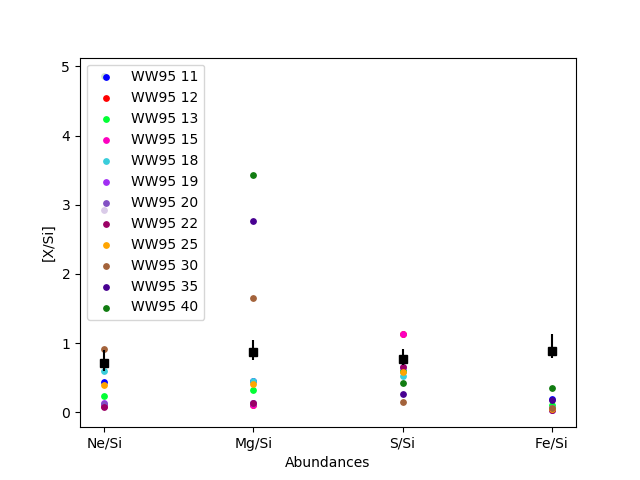 5
4
3
2
1
0
[X/Si]
WW95 11
WW95 12
WW95 13
WW95 15
WW95 18
WW95 19
WW95 20
WW95 22
WW95 25
WW95 30
WW95 35
WW95 40
Ne/Si
Mg/Si
S/Si
Fe/Si
Abundances